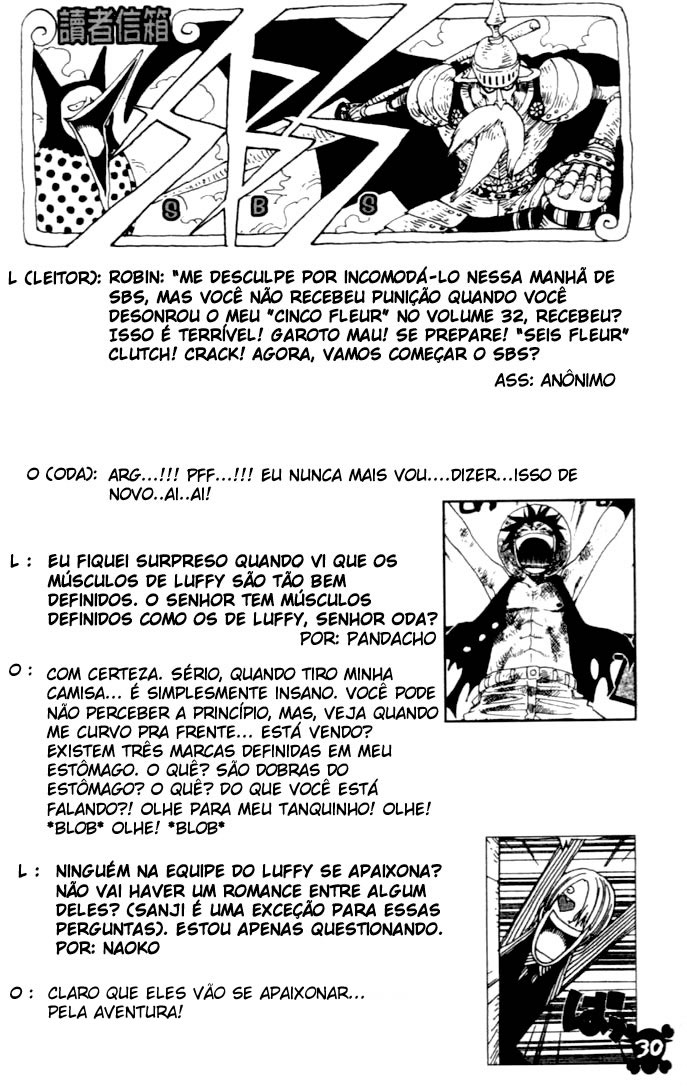 讀者信箱
SBS
S B S
L (LEITOR): ROBIN: "ME DESCULPE POR INCOMODÁ-LO NESSA MANHÃ DE
SBS, MAS VOCÊ NÃO RECEBEU PUNIÇÃO QUANDO VOCÊ
DESONROU O MEU "CINCO FLEUR" NO VOLUME 32, RECEBEU?
ISSO É TERRÍVEL! GAROTO MAU! SE PREPARE! "SEIS FLEUR"
CLUTCH! CRACK! AGORA, VAMOS COMEÇAR O SBS?
ASS: ANÔNIMO
O (ODA): ARG...!!! PFF...!!! EU NUNCA MAIS VOU....DIZER...ISSO DE
NOVO..AI..AI!
L : EU FIQUEI SURPRESO QUANDO VI QUE OS
MÚSCULOS DE LUFFY SÃO TÃO BEM
DEFINIDOS. O SENHOR TEM MÚSCULOS
DEFINIDOS COMO OS DE LUFFY, SENHOR ODA?
POR: PANDACHO
O : COM CERTEZA. SÉRIO, QUANDO TIRO MINHA
CAMISA... É SIMPLESMENTE INSANO. VOCÊ PODE
NÃO PERCEBER A PRINCÍPIO, MAS, VEJA QUANDO
ME CURVO PRA FRENTE... ESTÁ VENDO?
EXISTEM TRÊS MARCAS DEFINIDAS EM MEU
ESTÔMAGO. O QUÊ? SÃO DOBRAS DO
ESTÔMAGO? O QUÊ? DO QUE VOCÊ ESTÁ
FALANDO?! OLHE PARA MEU TANQUINHO! OLHE!
*BLOB* OLHE! *BLOB*
L : NINGUÉM NA EQUIPE DO LUFFY SE APAIXONA?
NÃO VAI HAVER UM ROMANCE ENTRE ALGUM
DELES? (SANJI É UMA EXCEÇÃO PARA ESSAS
PERGUNTAS). ESTOU APENAS QUESTIONANDO.
POR: NAOKO
O : CLARO QUE ELES VÃO SE APAIXONAR...
PELA AVENTURA!
30